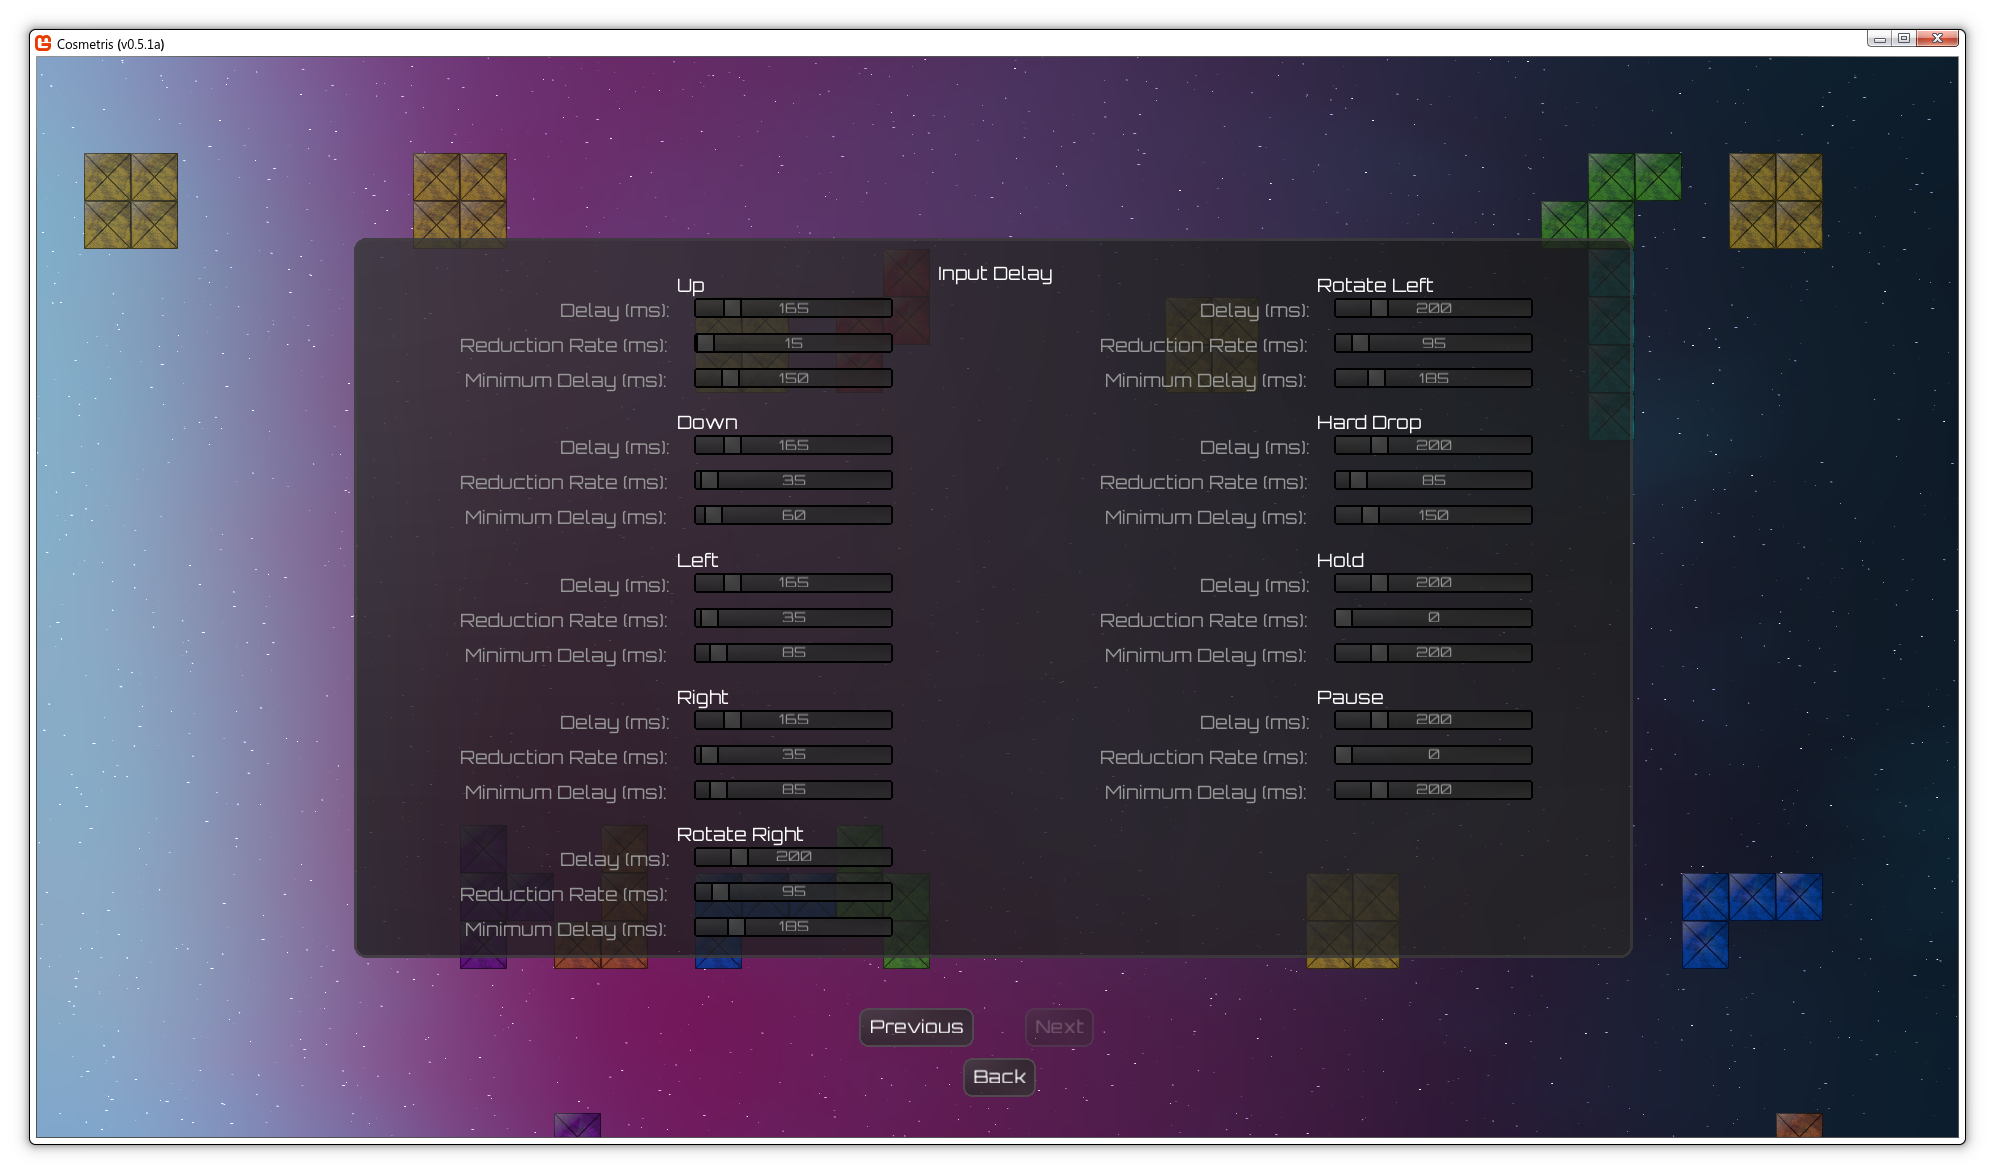 Cosmetris (v0.5.1a)
Input Delay
Up
Delay (ms): 165
Reduction Rate (ms): 15
Minimum Delay (ms): 150
Down
Delay (ms): 165
Reduction Rate (ms): 35
Minimum Delay (ms): 60
Left
Delay (ms): 165
Reduction Rate (ms): 35
Minimum Delay (ms): 85
Right
Delay (ms): 165
Reduction Rate (ms): 35
Minimum Delay (ms): 85
Rotate Right
Delay (ms): 200
Reduction Rate (ms): 95
Minimum Delay (ms): 185
Rotate Left
Delay (ms): 200
Reduction Rate (ms): 95
Minimum Delay (ms): 185
Hard Drop
Delay (ms): 200
Reduction Rate (ms): 85
Minimum Delay (ms): 150
Hold
Delay (ms): 200
Reduction Rate (ms): 0
Minimum Delay (ms): 200
Pause
Delay (ms): 200
Reduction Rate (ms): 0
Minimum Delay (ms): 200
Previous
Next
Back